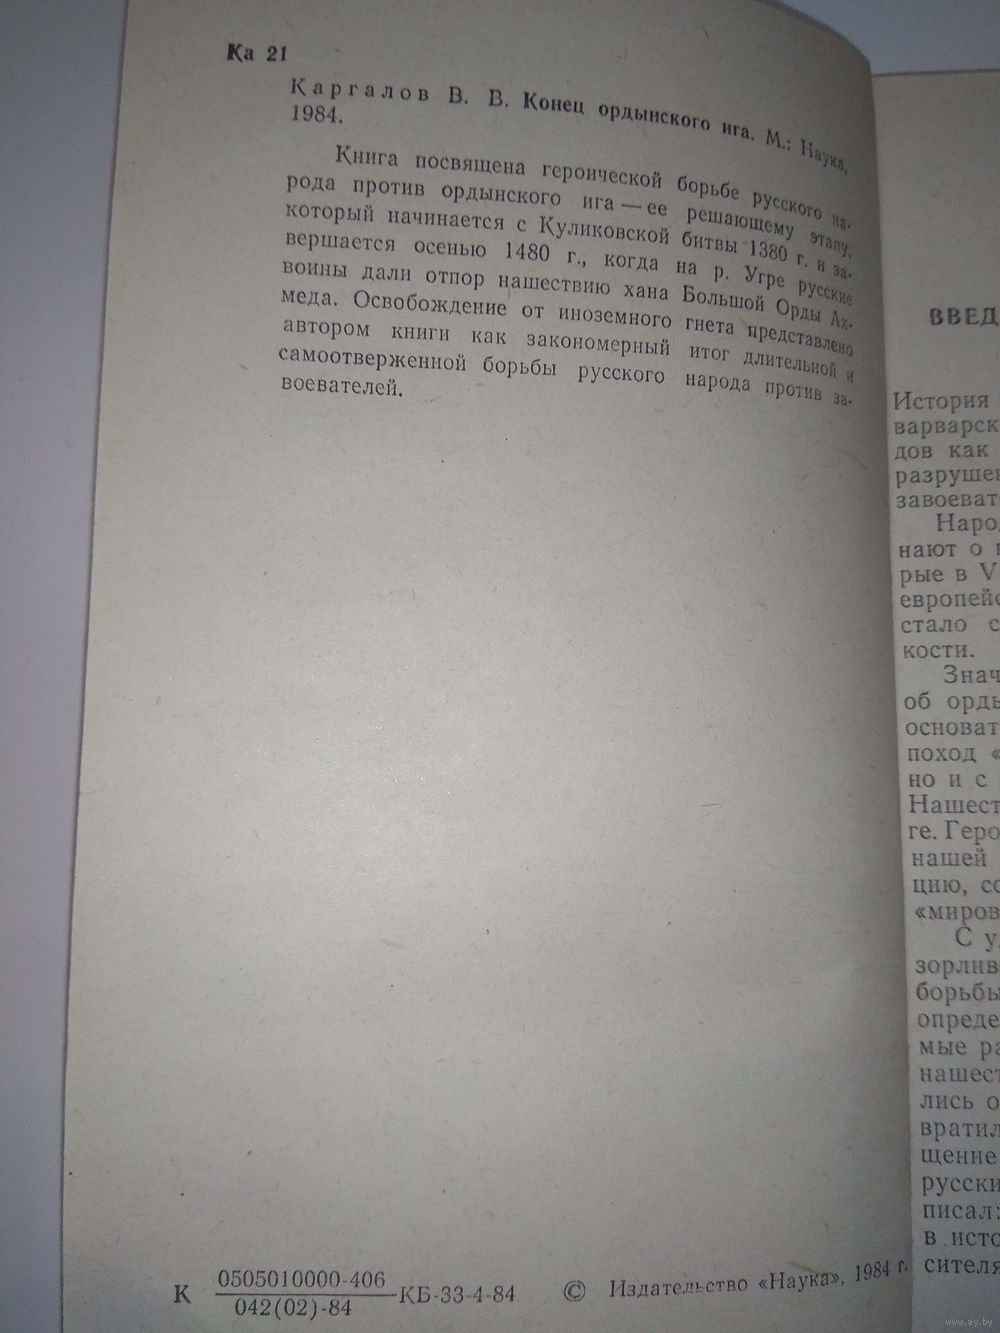 Ка 21
Каргалов В. В. Конец ордынского ига. М.: Наука,
1984.
Книга посвящена героической борьбе русского на-
рода против ордынского ига — ее решающему этапу,
который начинается с Куликовской битвы 1380 г. и за-
вершается осенью 1480 г., когда на р. Угре русские
воины дали отпор нашествию хана Большой Орды Ах-
меда. Освобождение от иноземного гнета представлено
автором книги как закономерный итог длительной и
самоотверженной борьбы русского народа против за-
воевателей.
К 0505010000-406
042(02)-84
КБ-33-4-84 © Издательство «Наука», 1984 г.
ВВЕД
История
варварск
дов как
разрушен
завоеват
Наро
нают о
рые в V
европейс
стало с
кости.
Знач
об орды
основат
поход «
но и с
Нашест
ге. Геро
нашей
цию, со
«миров
С у
зорлив
борьбы
опреде
мые ра
нашест
лись о
вратил
щение
русски
писал:
в исто
сителя
www.ay.by